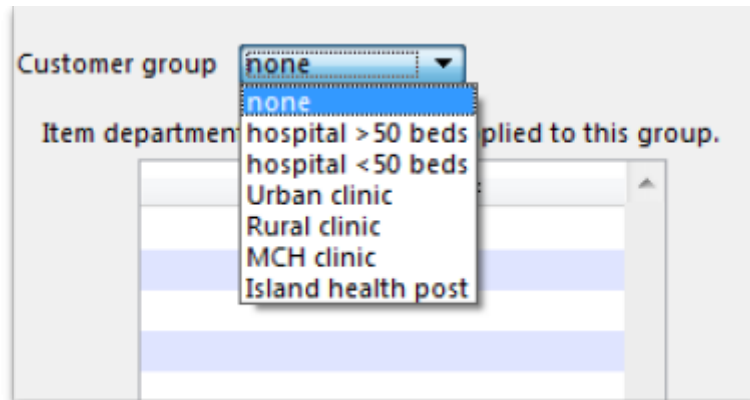 Customer group none
none
Item department plied to this group.
hospital >50 beds
hospital <50 beds
Urban clinic
Rural clinic
MCH clinic
Island health post